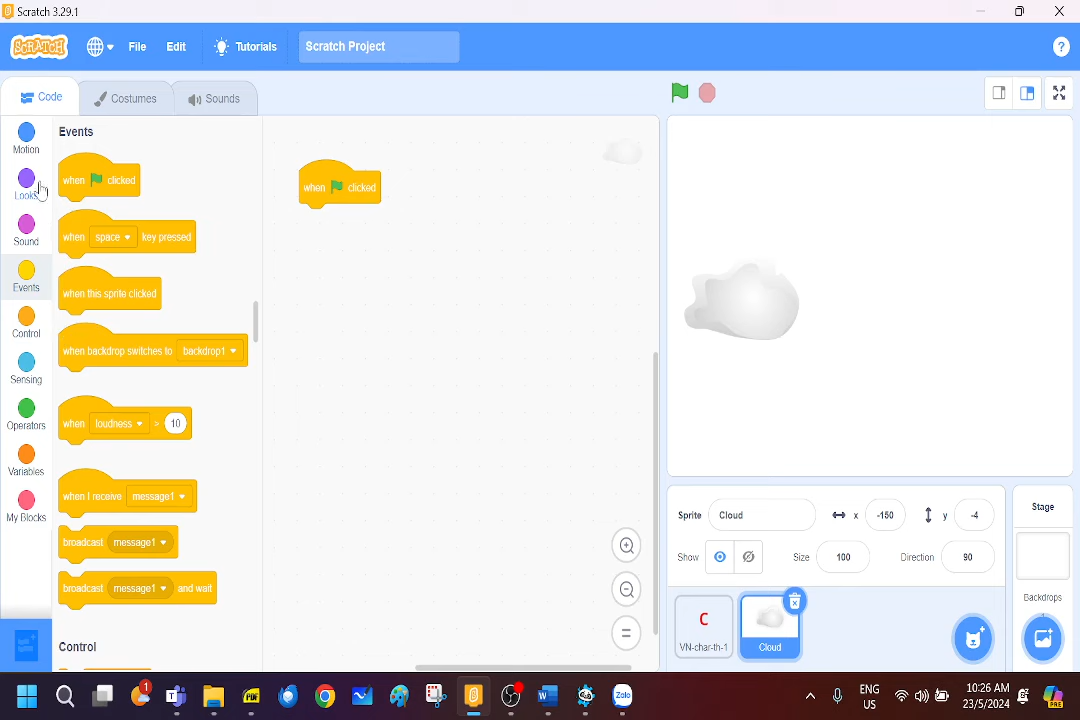 Scratch 3.29.1
SCRATCH
File
Edit
Tutorials
Scratch Project
?
Code
Costumes
Sounds
Motion
Looks
Sound
Events
Control
Sensing
Operators
Variables
My Blocks
Events
when clicked
when space key pressed
when this sprite clicked
when backdrop switches to backdrop1
when loudness > 10
when I receive message1
broadcast message1
broadcast message1 and wait
Control
when clicked
Sprite Cloud x -150 y -4
Show Size 100 Direction 90
C
VN-char-th-1
Cloud
Stage
Backdrops
1
PDF
Zalo
ENG
US
10:26 AM
23/5/2024
PRE